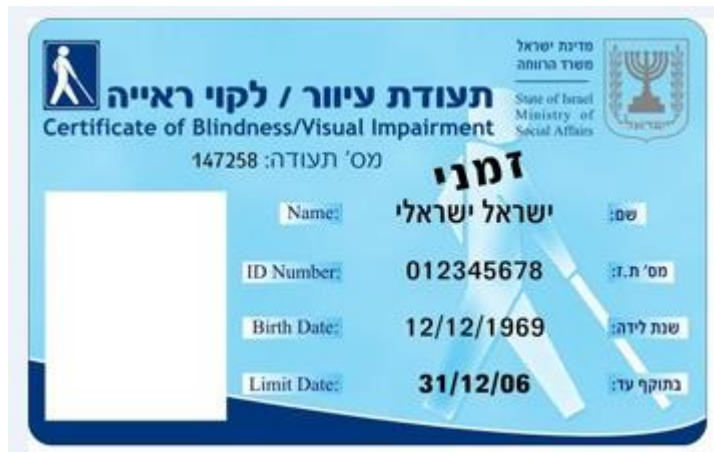 מדינת ישראל
משרד הרווחה
State of Israel
Ministry of
Social Affairs
תעודת עיוור / לקוי ראייה
Certificate of Blindness/Visual Impairment
מס' תעודה: 147258
זמני
שם: ישראל ישראלי Name:
מס' ת.ז: 012345678 ID Number:
שנת לידה: 12/12/1969 Birth Date:
בתוקף עד: 31/12/06 Limit Date: